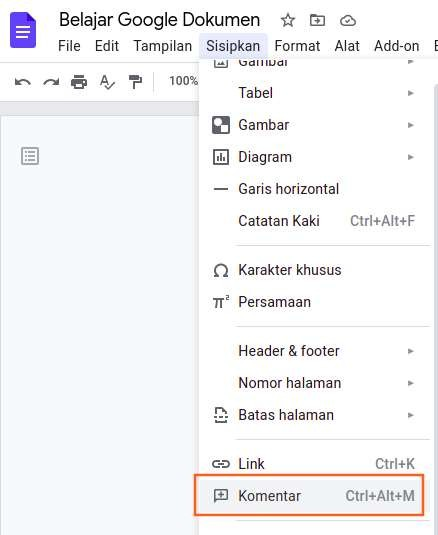 Belajar Google Dokumen
File Edit Tampilan Sisipkan Format Alat Add-on
100%
Gambar
Tabel
Gambar
Diagram
Garis horizontal
Catatan Kaki Ctrl+Alt+F
Karakter khusus
π² Persamaan
Header & footer
Nomor halaman
Batas halaman
Link Ctrl+K
Komentar Ctrl+Alt+M